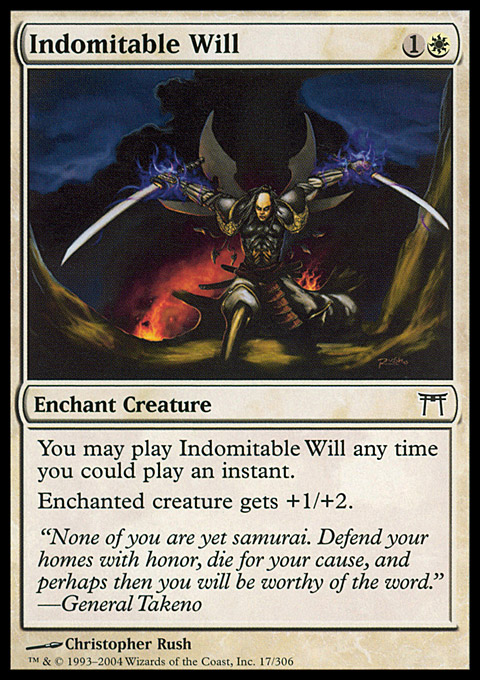 Indomitable Will 1
Enchant Creature
You may play Indomitable Will any time
you could play an instant.
Enchanted creature gets +1/+2.
“None of you are yet samurai. Defend your
homes with honor, die for your cause, and
perhaps then you will be worthy of the word.”
—General Takeno
Christopher Rush
™ & © 1993–2004 Wizards of the Coast, Inc. 17/306